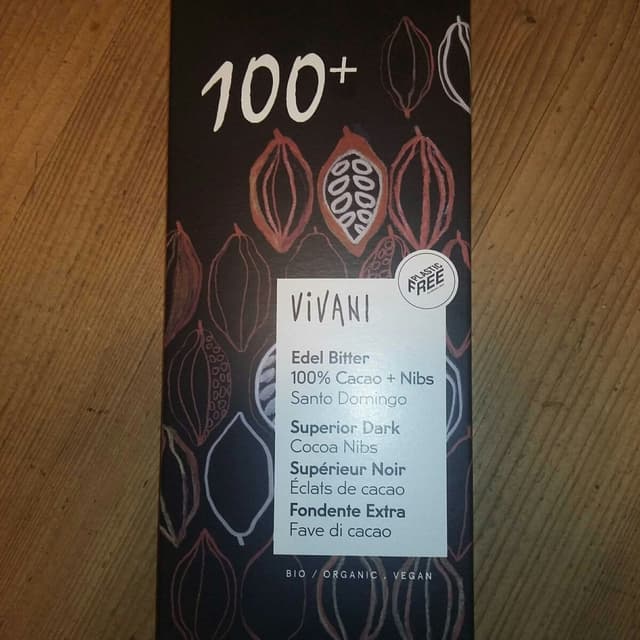 100+
PLASTIC
FREE
ViVANI
Edel Bitter
100% Cacao + Nibs
Santo Domingo
Superior Dark
Cocoa Nibs
Supérieur Noir
Éclats de cacao
Fondente Extra
Fave di cacao
BIO / ORGANIC . VEGAN